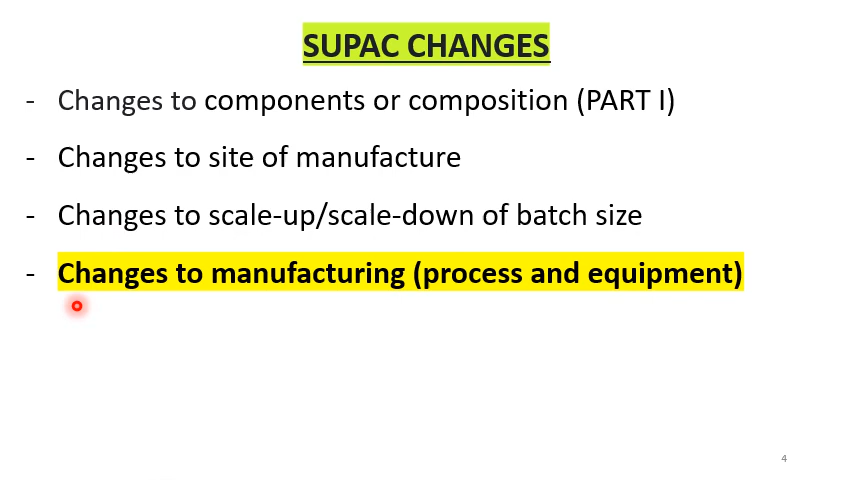 SUPAC CHANGES
- Changes to components or composition (PART I)
- Changes to site of manufacture
- Changes to scale-up/scale-down of batch size
- Changes to manufacturing (process and equipment)
4